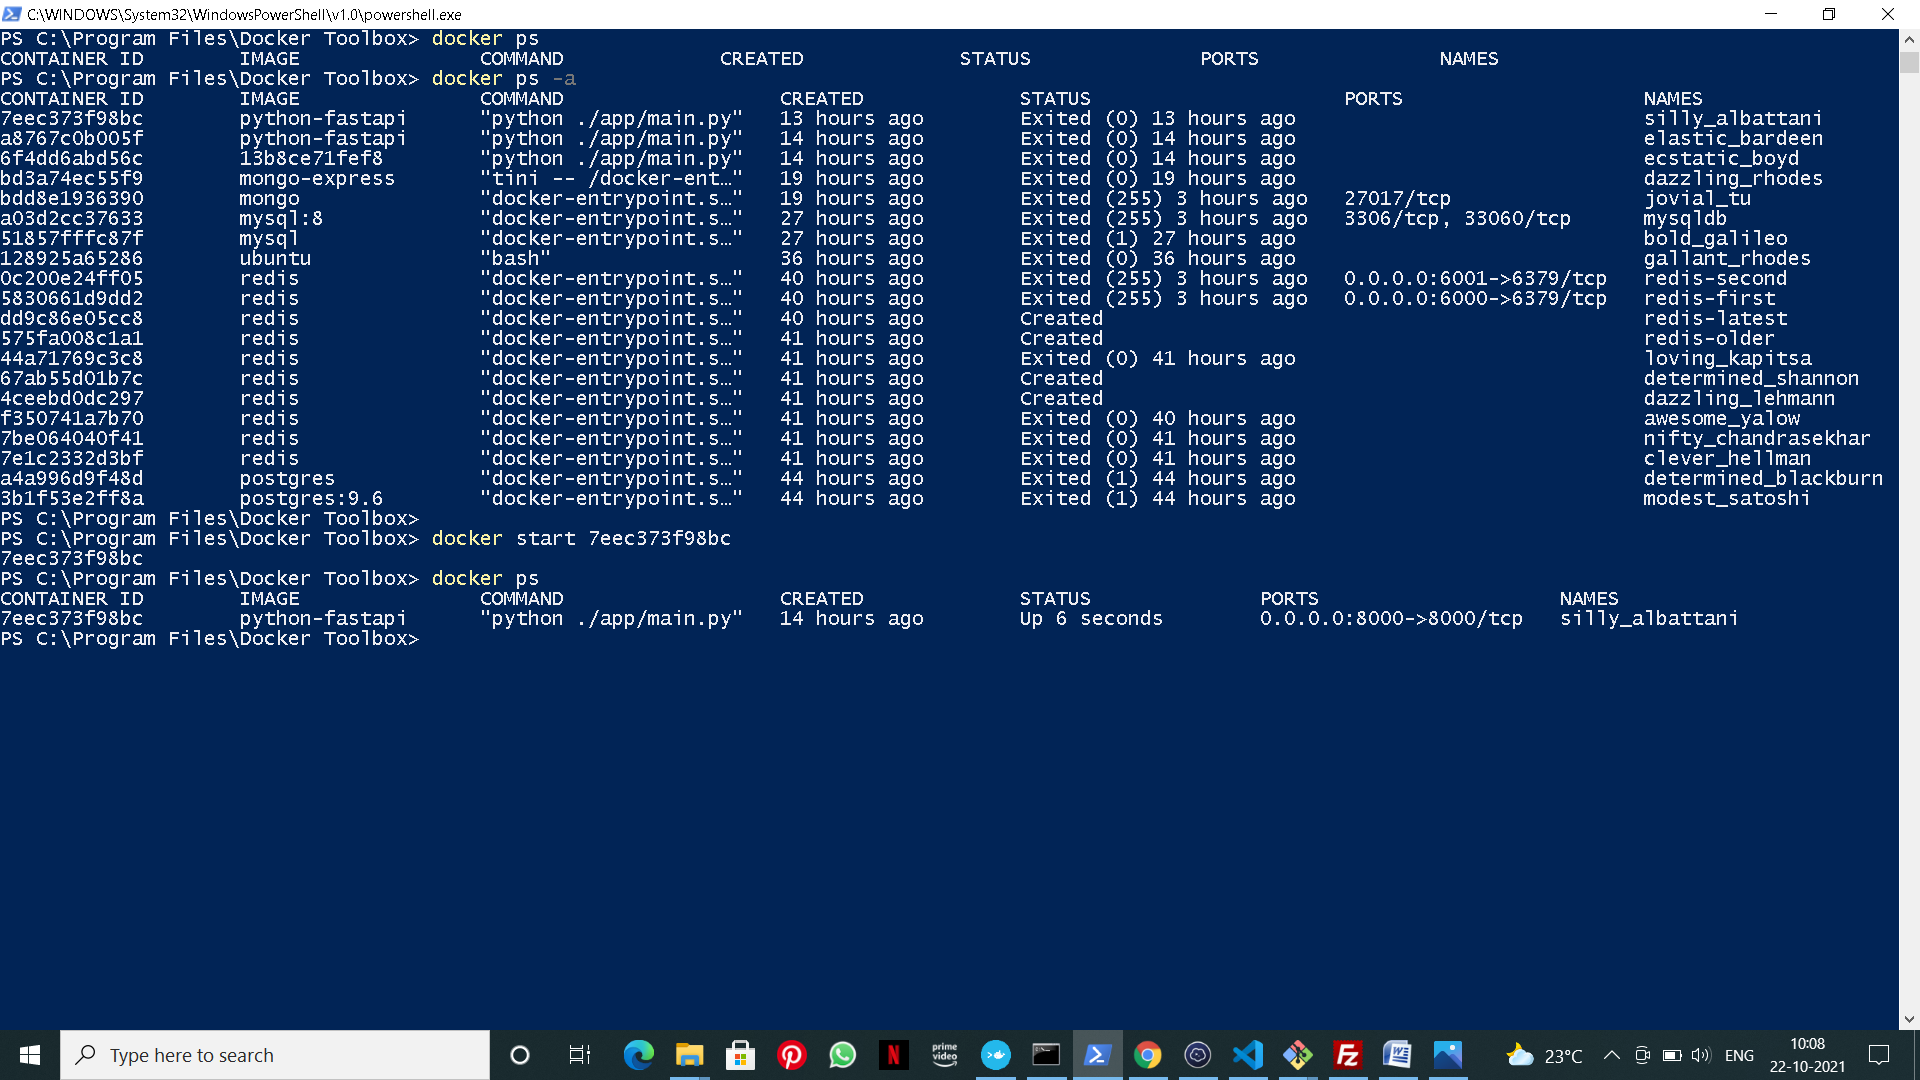 C:\WINDOWS\System32\WindowsPowerShell\v1.0\powershell.exe
PS C:\Program Files\Docker Toolbox> docker ps
CONTAINER ID IMAGE COMMAND CREATED STATUS PORTS NAMES
PS C:\Program Files\Docker Toolbox> docker ps -a
CONTAINER ID IMAGE COMMAND CREATED STATUS PORTS NAMES
7eec373f98bc python-fastapi "python ./app/main.py" 13 hours ago Exited (0) 13 hours ago silly_albattani
a8767c0b005f python-fastapi "python ./app/main.py" 14 hours ago Exited (0) 14 hours ago elastic_bardeen
6f4dd6abd56c 13b8ce71fef8 "python ./app/main.py" 14 hours ago Exited (0) 14 hours ago ecstatic_boyd
bd3a74ec55f9 mongo-express "tini -- /docker-ent…" 19 hours ago Exited (0) 19 hours ago dazzling_rhodes
bdd8e1936390 mongo "docker-entrypoint.s…" 19 hours ago Exited (255) 3 hours ago 27017/tcp jovial_tu
a03d2cc37633 mysql:8 "docker-entrypoint.s…" 27 hours ago Exited (255) 3 hours ago 3306/tcp, 33060/tcp mysqldb
51857fffc87f mysql "docker-entrypoint.s…" 27 hours ago Exited (1) 27 hours ago bold_galileo
128925a65286 ubuntu "bash" 36 hours ago Exited (0) 36 hours ago gallant_rhodes
0c200e24ff05 redis "docker-entrypoint.s…" 40 hours ago Exited (255) 3 hours ago 0.0.0.0:6001->6379/tcp redis-second
5830661d9dd2 redis "docker-entrypoint.s…" 40 hours ago Exited (255) 3 hours ago 0.0.0.0:6000->6379/tcp redis-first
dd9c86e05cc8 redis "docker-entrypoint.s…" 40 hours ago Created redis-latest
575fa008c1a1 redis "docker-entrypoint.s…" 41 hours ago Created redis-older
44a71769c3c8 redis "docker-entrypoint.s…" 41 hours ago Exited (0) 41 hours ago loving_kapitsa
67ab55d01b7c redis "docker-entrypoint.s…" 41 hours ago Created determined_shannon
4ceebd0dc297 redis "docker-entrypoint.s…" 41 hours ago Created dazzling_lehmann
f350741a7b70 redis "docker-entrypoint.s…" 41 hours ago Exited (0) 40 hours ago awesome_yalow
7be064040f41 redis "docker-entrypoint.s…" 41 hours ago Exited (0) 41 hours ago nifty_chandrasekhar
7e1c2332d3bf redis "docker-entrypoint.s…" 41 hours ago Exited (0) 41 hours ago clever_hellman
a4a996d9f48d postgres "docker-entrypoint.s…" 44 hours ago Exited (1) 44 hours ago determined_blackburn
3b1f53e2ff8a postgres:9.6 "docker-entrypoint.s…" 44 hours ago Exited (1) 44 hours ago modest_satoshi
PS C:\Program Files\Docker Toolbox>
PS C:\Program Files\Docker Toolbox> docker start 7eec373f98bc
7eec373f98bc
PS C:\Program Files\Docker Toolbox> docker ps
CONTAINER ID IMAGE COMMAND CREATED STATUS PORTS NAMES
7eec373f98bc python-fastapi "python ./app/main.py" 14 hours ago Up 6 seconds 0.0.0.0:8000->8000/tcp silly_albattani
PS C:\Program Files\Docker Toolbox>
Type here to search
prime video
23°C
ENG
10:08
22-10-2021